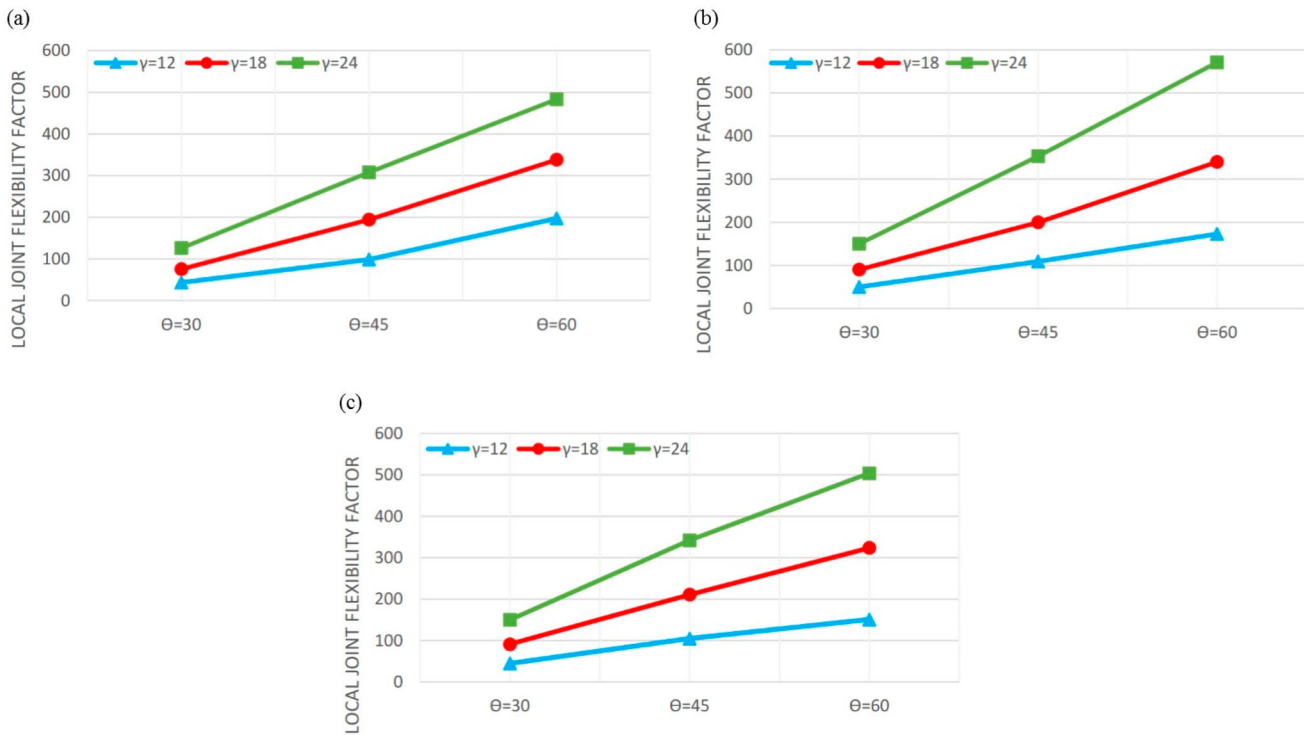 (a)
LOCAL JOINT FLEXIBILITY FACTOR
600
500
400
300
200
100
0
γ=12 γ=18 γ=24
Θ=30 Θ=45 Θ=60
(b)
LOCAL JOINT FLEXIBILITY FACTOR
600
500
400
300
200
100
0
γ=12 γ=18 γ=24
Θ=30 Θ=45 Θ=60
(c)
LOCAL JOINT FLEXIBILITY FACTOR
600
500
400
300
200
100
0
γ=12 γ=18 γ=24
Θ=30 Θ=45 Θ=60